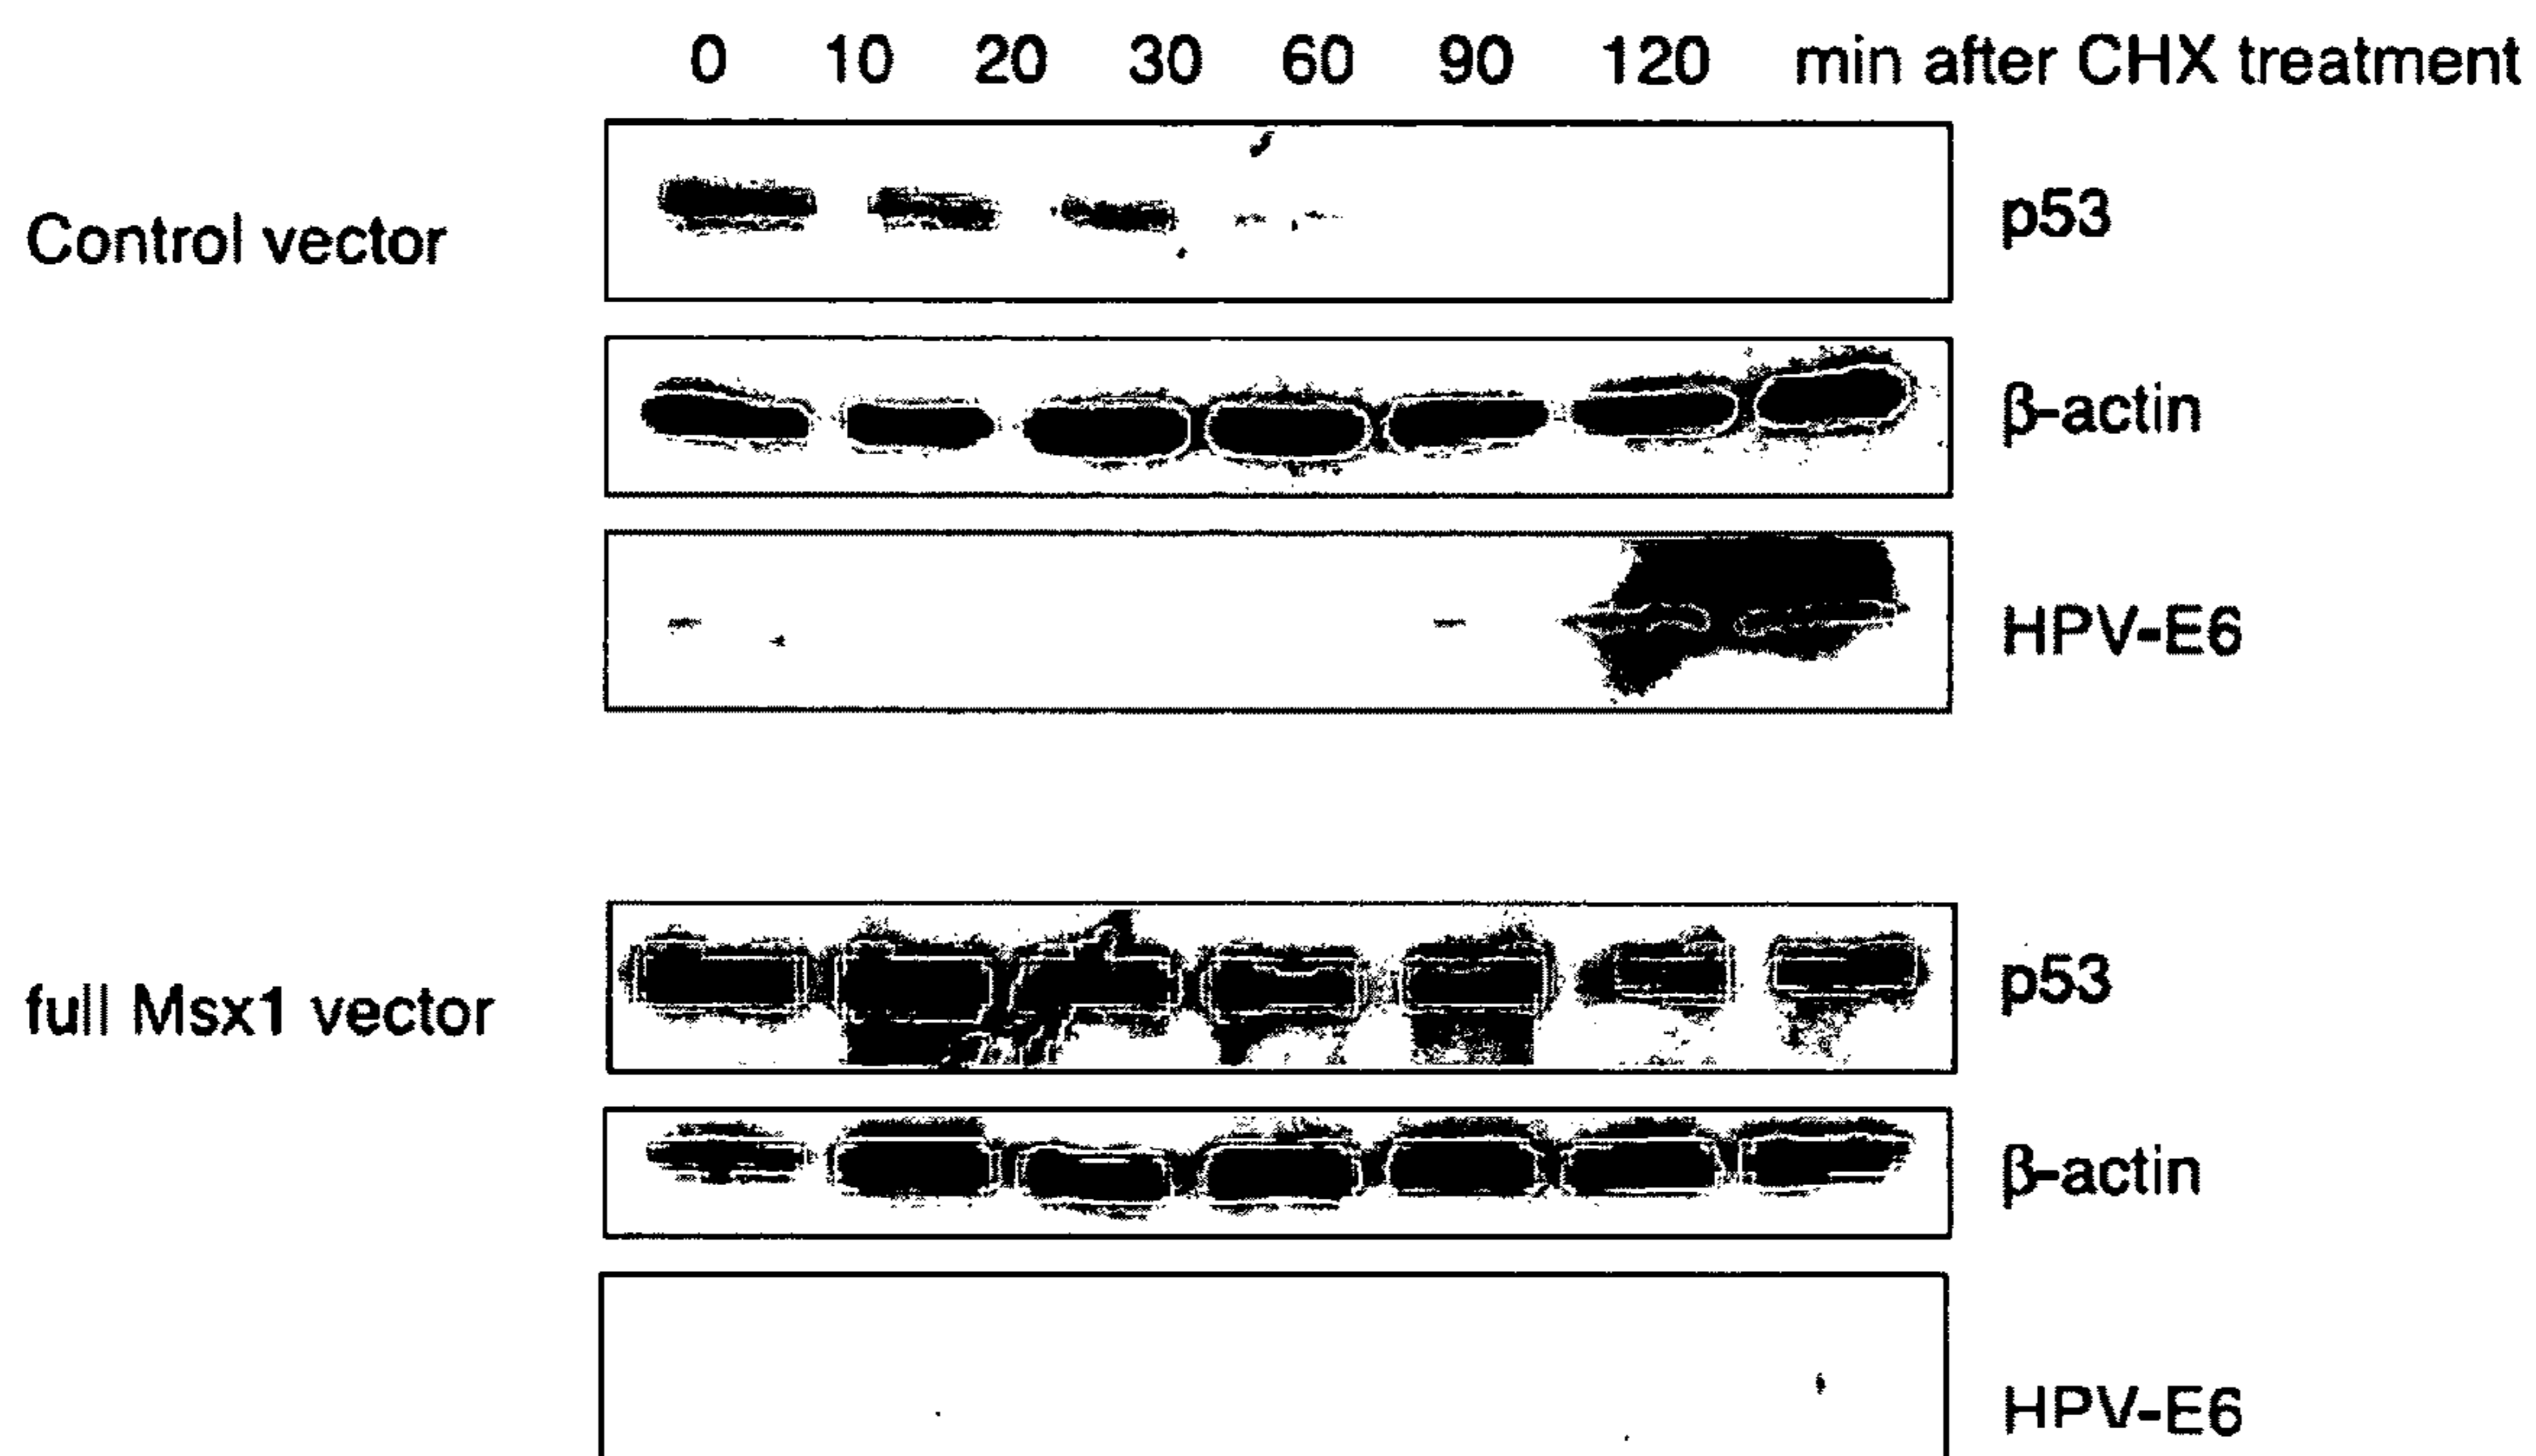 0 10 20 30 60 90 120 min after CHX treatment
Control vector
p53
β-actin
HPV-E6
full Msx1 vector
p53
β-actin
HPV-E6